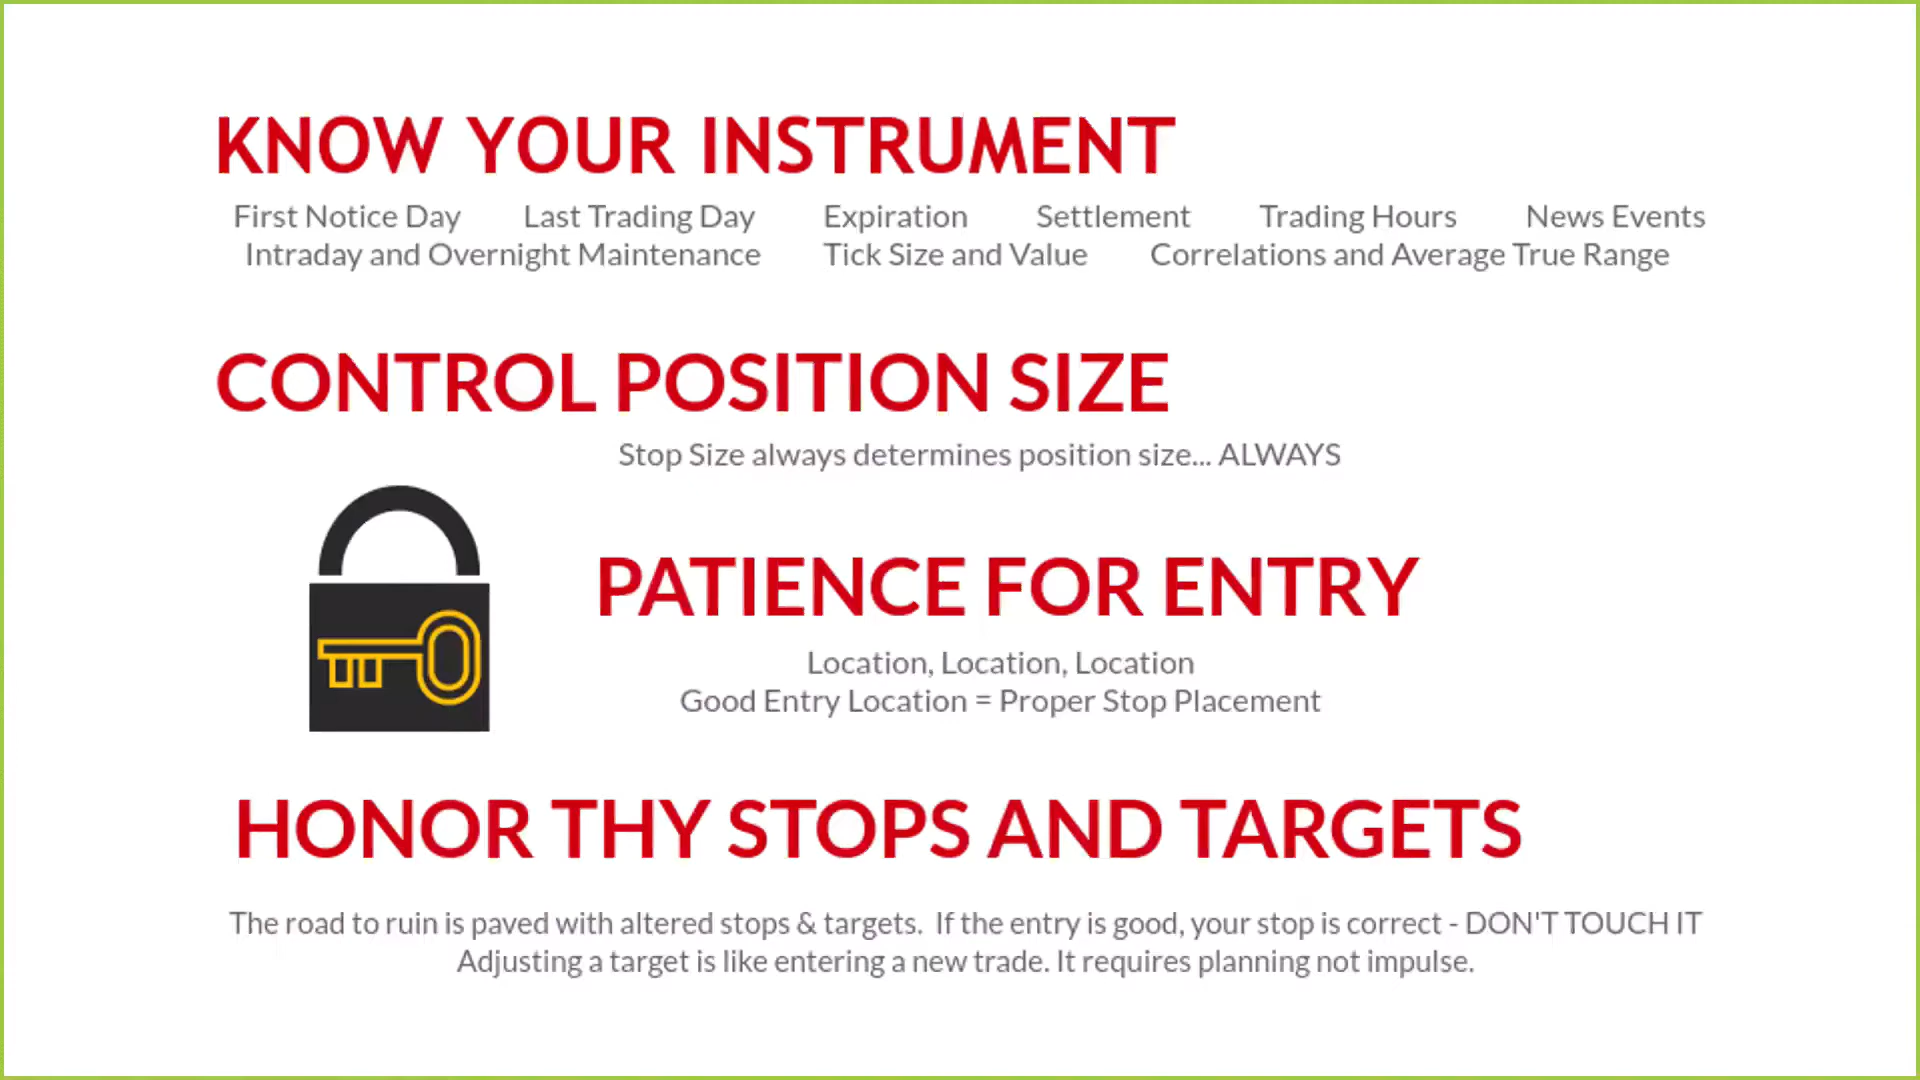 KNOW YOUR INSTRUMENT
First Notice Day Last Trading Day Expiration Settlement Trading Hours News Events
Intraday and Overnight Maintenance Tick Size and Value Correlations and Average True Range
CONTROL POSITION SIZE
Stop Size always determines position size... ALWAYS
PATIENCE FOR ENTRY
Location, Location, Location
Good Entry Location = Proper Stop Placement
HONOR THY STOPS AND TARGETS
The road to ruin is paved with altered stops & targets. If the entry is good, your stop is correct - DON'T TOUCH IT
Adjusting a target is like entering a new trade. It requires planning not impulse.